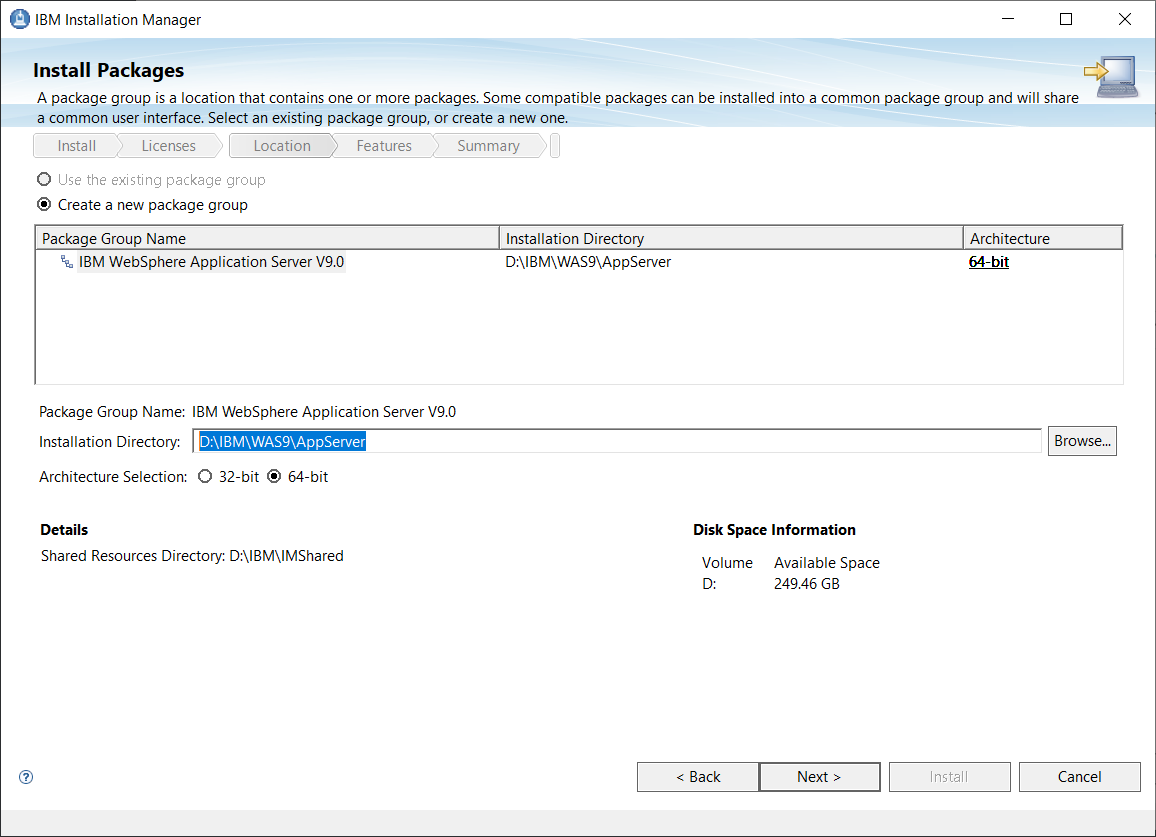 IBM Installation Manager
Install Packages
A package group is a location that contains one or more packages. Some compatible packages can be installed into a common package group and will share
a common user interface. Select an existing package group, or create a new one.
Install Licenses Location Features Summary
Use the existing package group
Create a new package group
Package Group Name Installation Directory Architecture
IBM WebSphere Application Server V9.0 D:\IBM\WAS9\AppServer 64-bit
Package Group Name: IBM WebSphere Application Server V9.0
Installation Directory: D:\IBM\WAS9\AppServer Browse...
Architecture Selection: 32-bit 64-bit
Details Disk Space Information
Shared Resources Directory: D:\IBM\IMShared
Volume Available Space
D: 249.46 GB
? < Back Next > Install Cancel